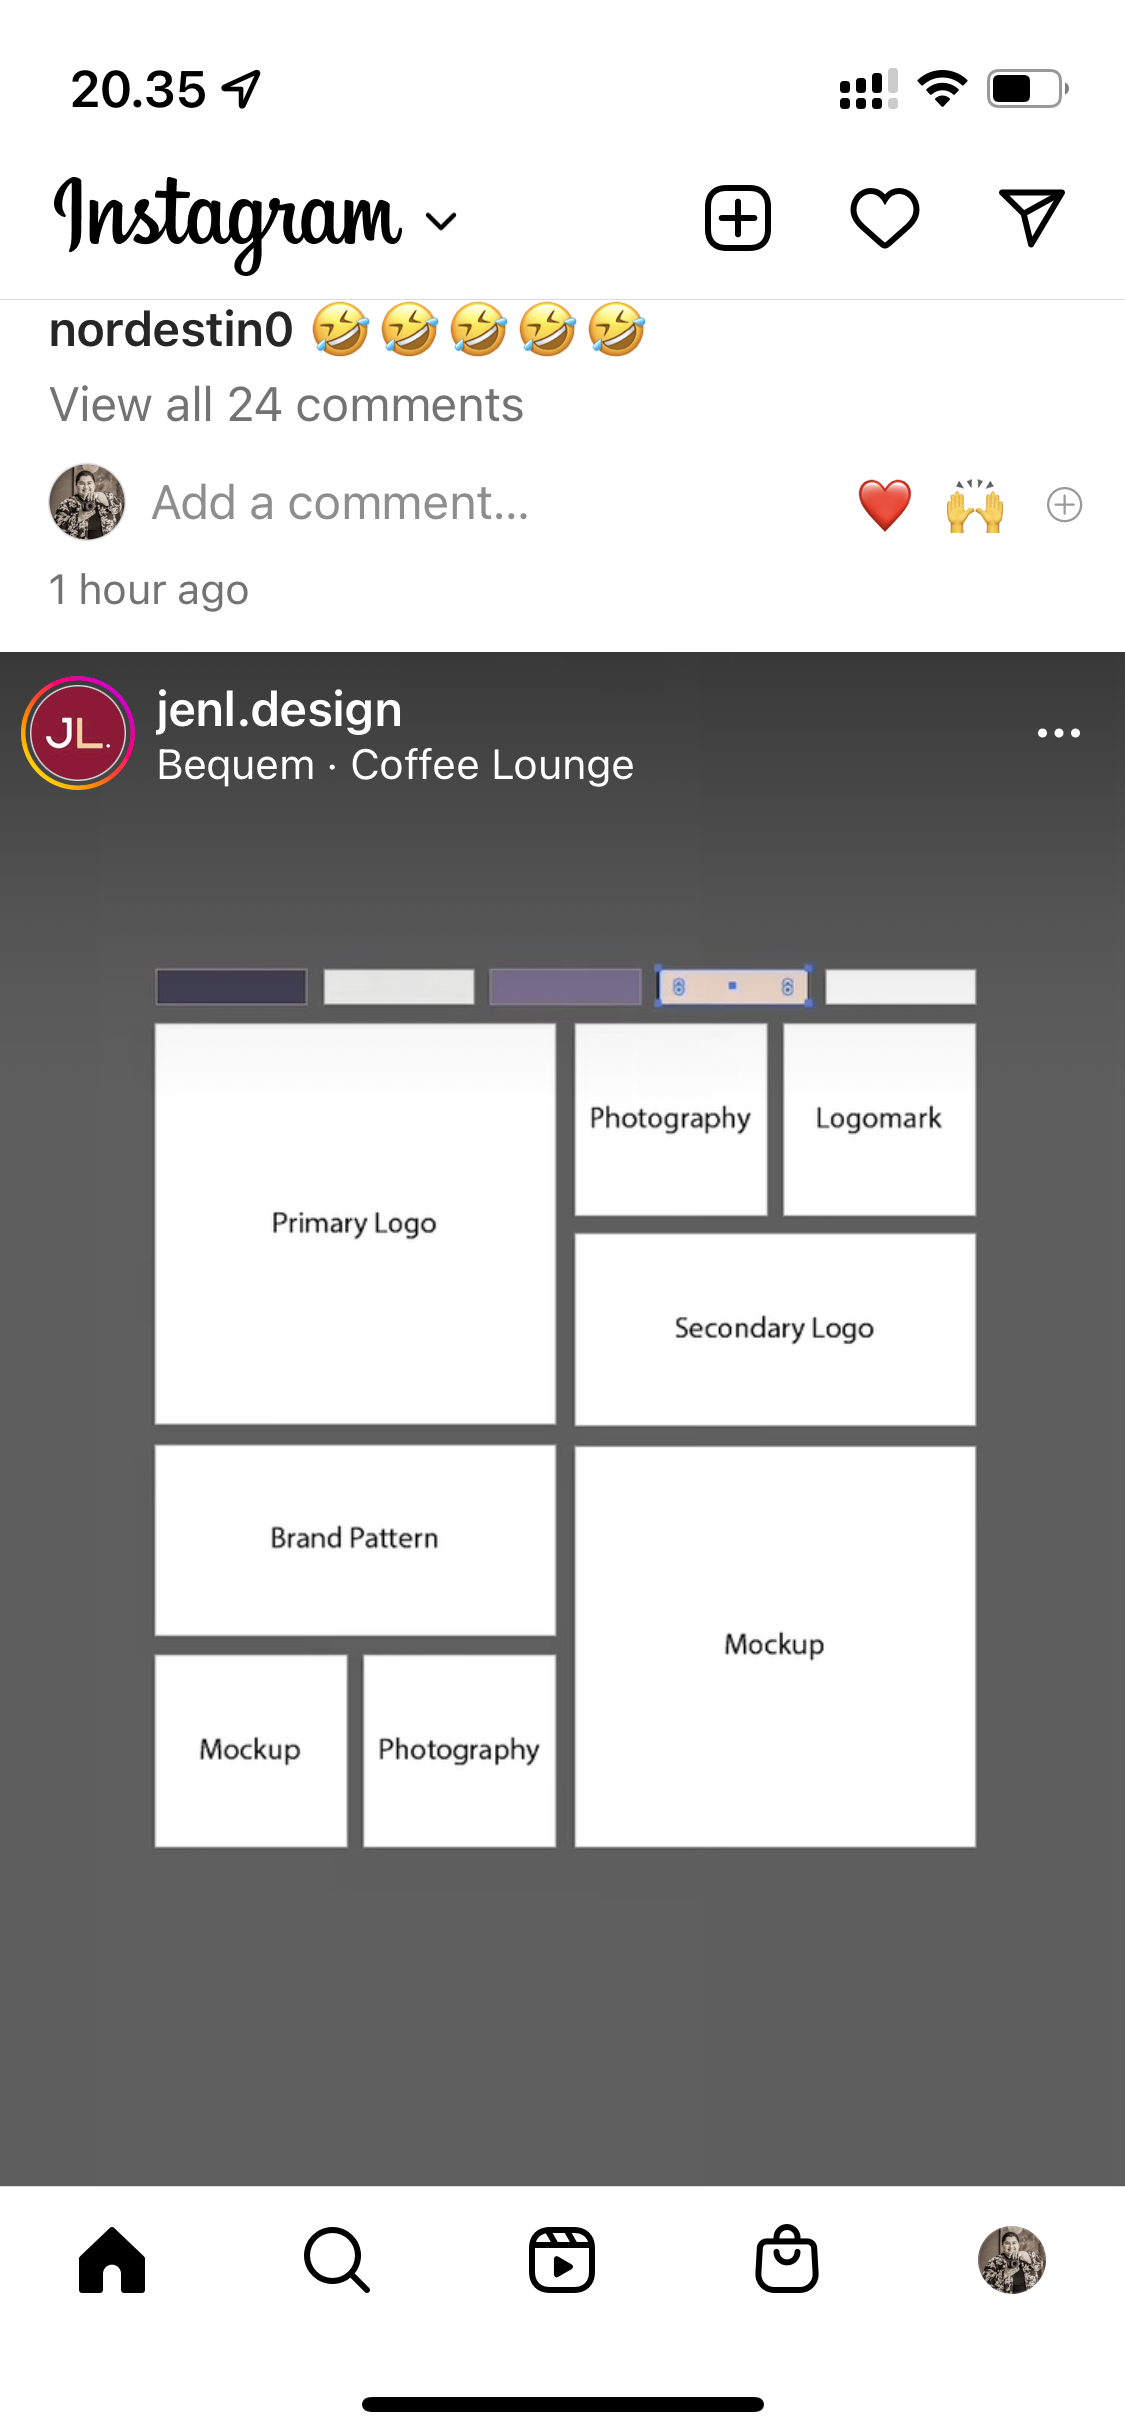 20.35
Instagram
nordestin0 🤣🤣🤣🤣🤣
View all 24 comments
Add a comment...
1 hour ago
JL.
jenl.design
Bequem · Coffee Lounge
Photography
Logomark
Primary Logo
Secondary Logo
Brand Pattern
Mockup
Mockup
Photography